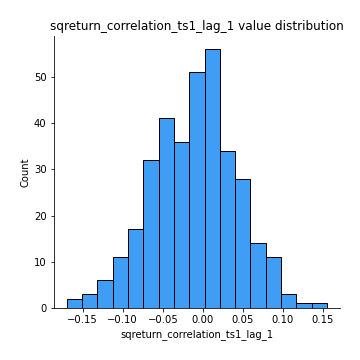 sqreturn_correlation_ts1_lag_1 value distribution
50
40
30
20
10
0
Count
−0.15 −0.10 −0.05 0.00 0.05 0.10 0.15
sqreturn_correlation_ts1_lag_1